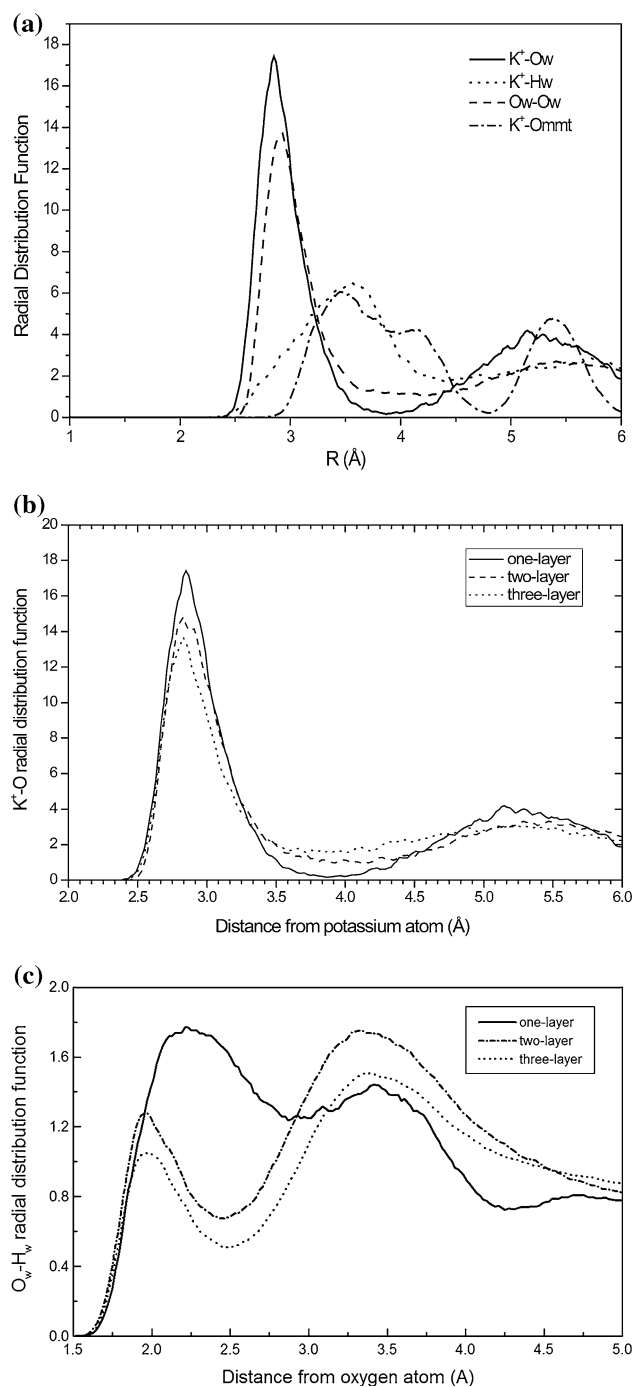 (a)
18
16
14
12
10
8
6
4
2
0
Radial Distribution Function
K+-Ow
K+-Hw
Ow-Ow
K+-Ommt
1 2 3 4 5 6
R (Å)
(b)
20
18
16
14
12
10
8
6
4
2
0
K+-O radial distribution function
one-layer
two-layer
three-layer
2.0 2.5 3.0 3.5 4.0 4.5 5.0 5.5 6.0
Distance from potassium atom (Å)
(c)
2.0
1.6
1.2
0.8
0.4
0.0
Ow-Hw radial distribution function
one-layer
two-layer
three-layer
1.5 2.0 2.5 3.0 3.5 4.0 4.5 5.0
Distance from oxygen atom (A)